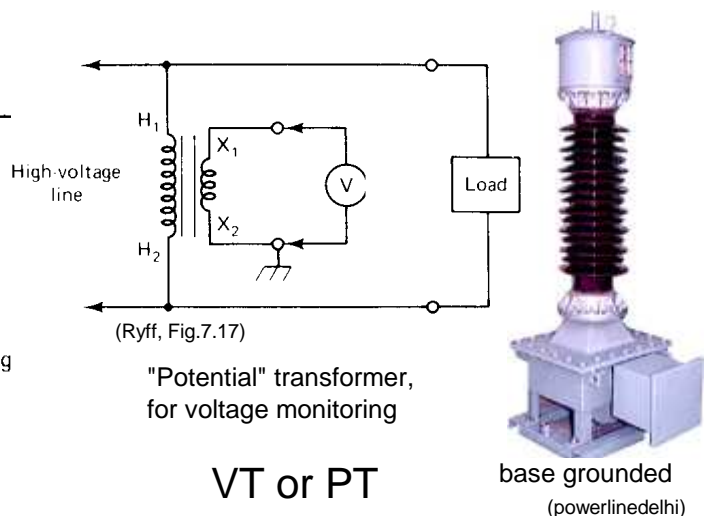 H1
X1
High-voltage
line
V
Load
X2
H2
(Ryff, Fig.7.17)
g
"Potential" transformer,
for voltage monitoring
VT or PT
base grounded
(powerlinedelhi)